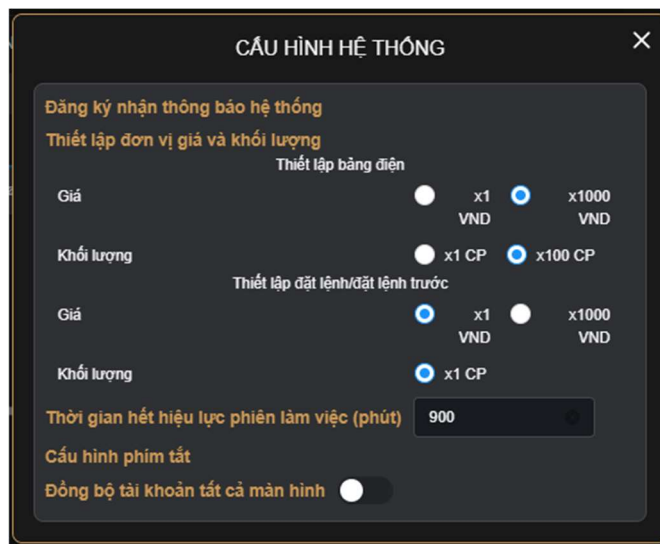 CẤU HÌNH HỆ THỐNG
Đăng ký nhận thông báo hệ thống
Thiết lập đơn vị giá và khối lượng
Thiết lập bảng điện
Giá x1 VND x1000 VND
Khối lượng x1 CP x100 CP
Thiết lập đặt lệnh/đặt lệnh trước
Giá x1 VND x1000 VND
Khối lượng x1 CP
Thời gian hết hiệu lực phiên làm việc (phút) 900
Cấu hình phím tắt
Đồng bộ tài khoản tất cả màn hình